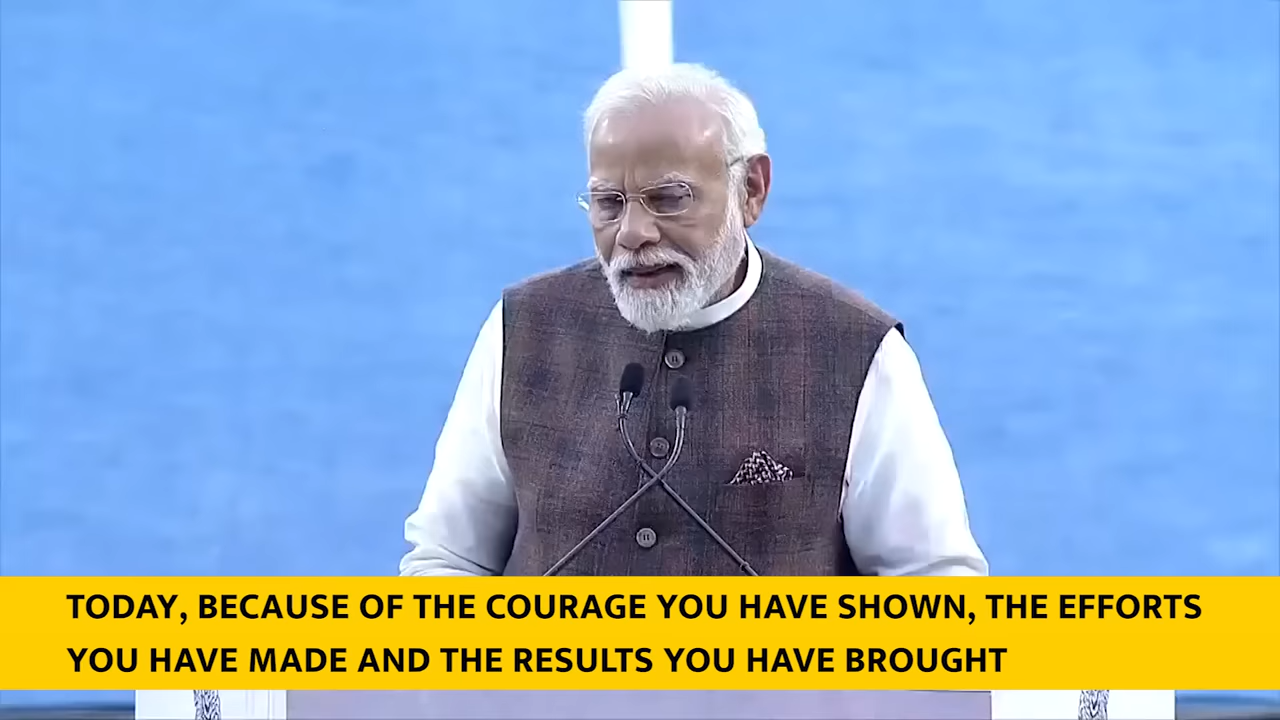 TODAY, BECAUSE OF THE COURAGE YOU HAVE SHOWN, THE EFFORTS
YOU HAVE MADE AND THE RESULTS YOU HAVE BROUGHT